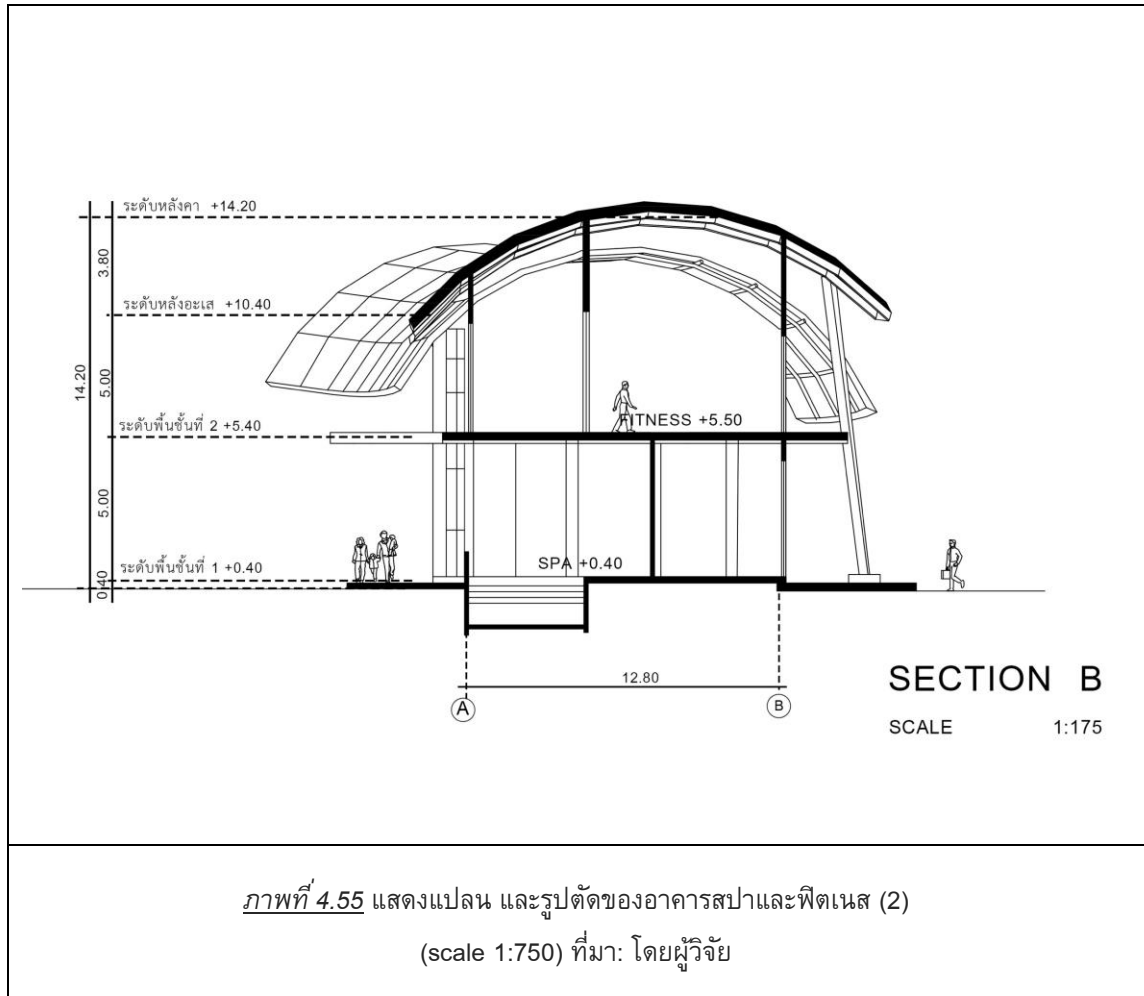 ระดับหลังคา +14.20
3.80
ระดับหลังอะเส +10.40
14.20
5.00
ระดับพื้นชั้นที่ 2 +5.40
FITNESS +5.50
5.00
ระดับพื้นชั้นที่ 1 +0.40
SPA +0.40
0.40
12.80
A
B
SECTION B
SCALE 1:175
ภาพที่ 4.55 แสดงแปลน และรูปตัดของอาคารสปาและฟิตเนส (2)
(scale 1:750) ที่มา: โดยผู้วิจัย